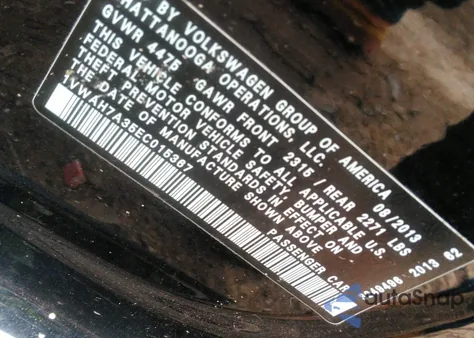 BY VOLKSWAGEN GROUP OF AMERICA
CHATTANOOGA OPERATIONS, LLC. 08/2013
GVWR 4475 GAWR FRONT 2315 / REAR 2271 LBS
THIS VEHICLE CONFORMS TO ALL APPLICABLE U.S.
FEDERAL MOTOR VEHICLE SAFETY, BUMPER AND
THEFT PREVENTION STANDARDS IN EFFECT ON
THE DATE OF MANUFACTURE SHOWN ABOVE
1VWAH7A35EC015367 PASSENGER CAR
2013 62
autoSnap